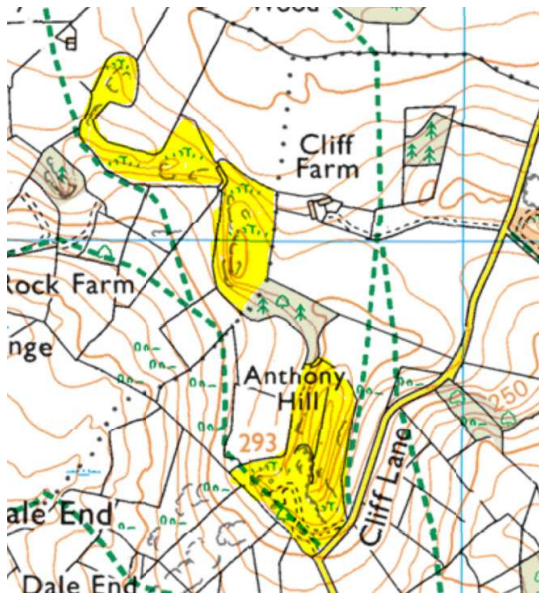 Cliff
Farm
Rock Farm
nge
Anthony
Hill
293
250
Cliff Lane
ale End
Dale End